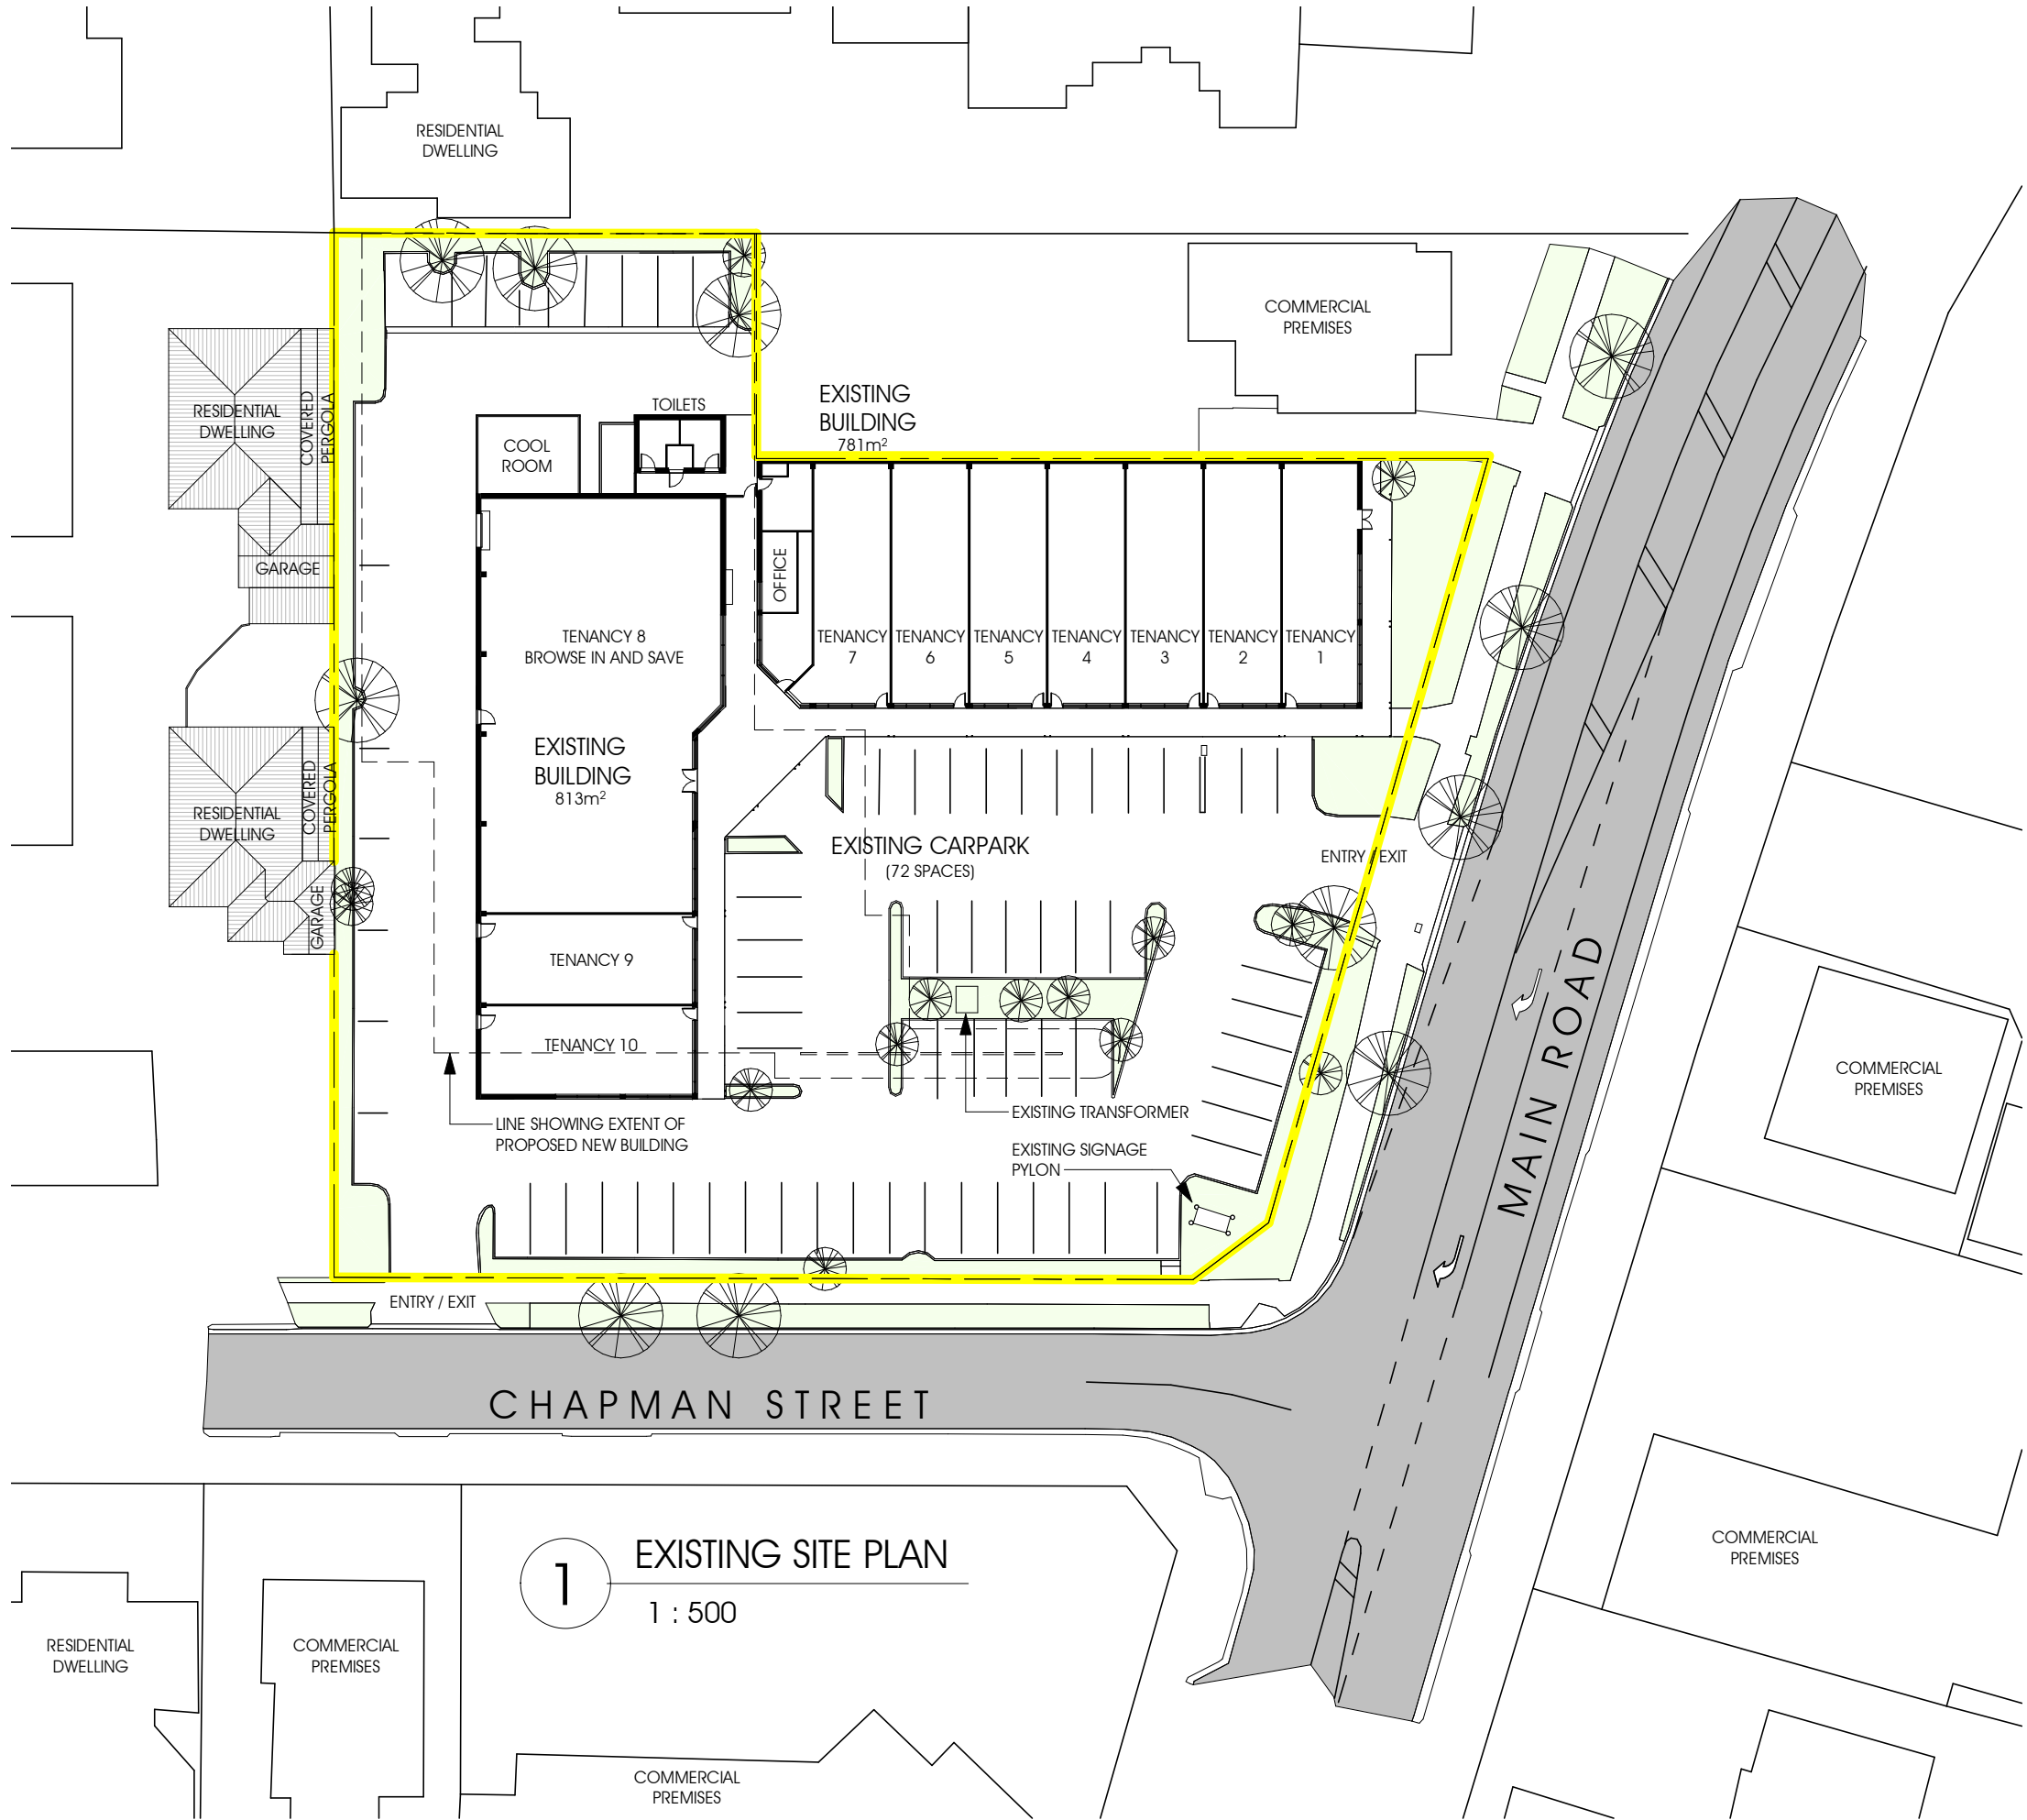 RESIDENTIAL
DWELLING
COMMERCIAL
PREMISES
EXISTING
BUILDING
781m²
TOILETS
COOL
ROOM
RESIDENTIAL
DWELLING
COVERED
PERGOLA
GARAGE
OFFICE
TENANCY
7
TENANCY
6
TENANCY
5
TENANCY
4
TENANCY
3
TENANCY
2
TENANCY
1
TENANCY 8
BROWSE IN AND SAVE
EXISTING
BUILDING
813m²
RESIDENTIAL
DWELLING
COVERED
PERGOLA
GARAGE
EXISTING CARPARK
(72 SPACES)
ENTRY / EXIT
TENANCY 9
TENANCY 10
MAIN ROAD
COMMERCIAL
PREMISES
EXISTING TRANSFORMER
LINE SHOWING EXTENT OF
PROPOSED NEW BUILDING
EXISTING SIGNAGE
PYLON
ENTRY / EXIT
CHAPMAN STREET
COMMERCIAL
PREMISES
1
EXISTING SITE PLAN
1 : 500
RESIDENTIAL
DWELLING
COMMERCIAL
PREMISES
COMMERCIAL
PREMISES